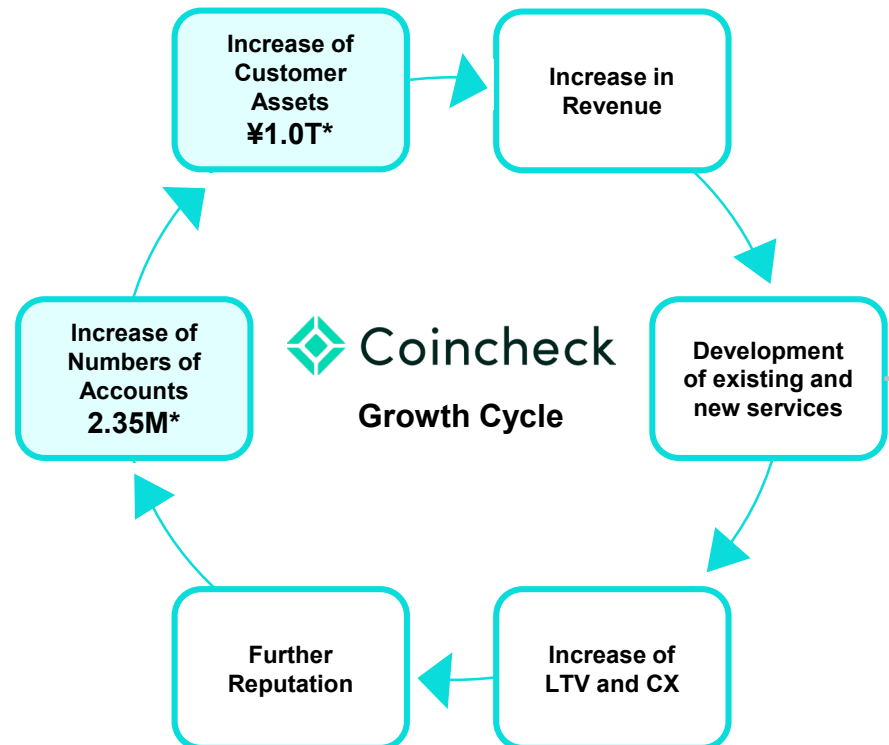 Increase of
Customer
Assets
¥1.0T*
Increase in
Revenue
Increase of
Numbers of
Accounts
2.35M*
Coincheck
Growth Cycle
Development
of existing and
new services
Further
Reputation
Increase of
LTV and CX